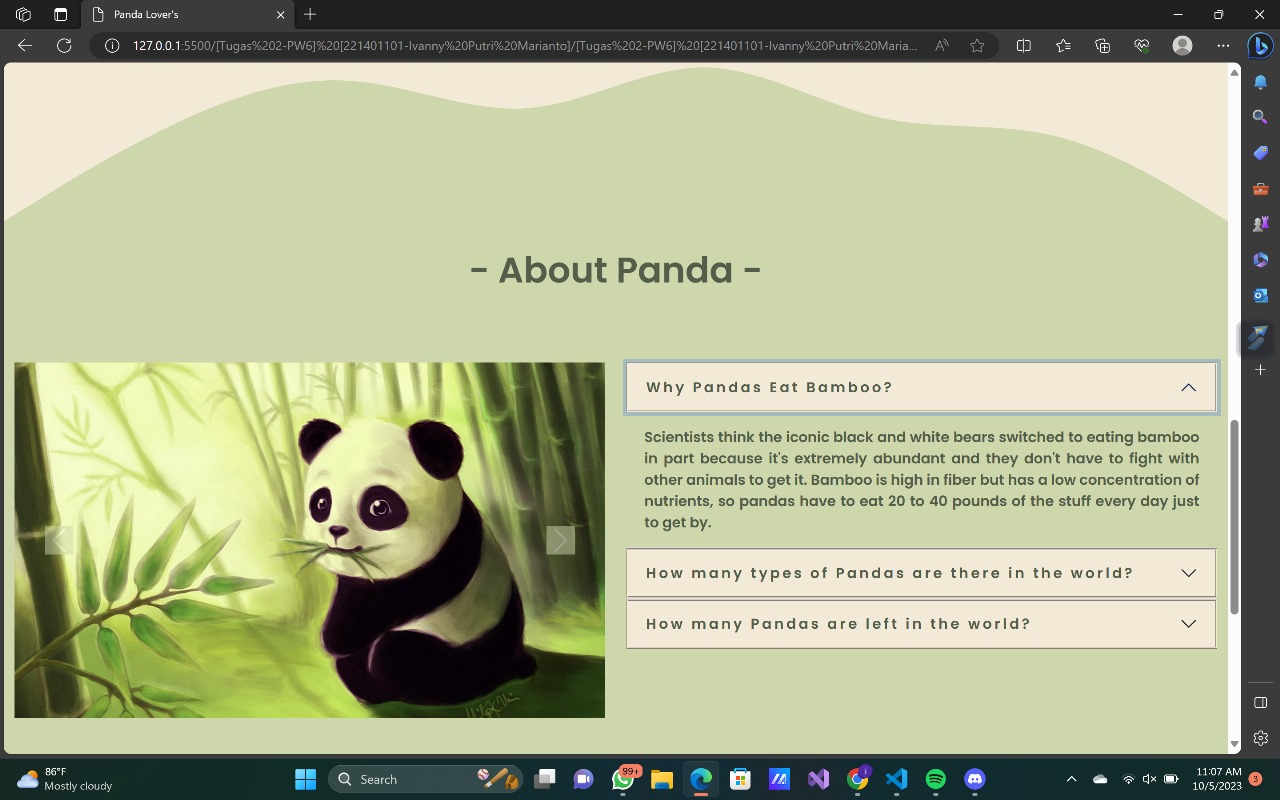 Panda Lover's
127.0.0.1:5500/[Tugas%202-PW6]%20[221401101-Ivanny%20Putri%20Marianto]/[Tugas%202-PW6]%20[221401101-Ivanny%20Putri%20Maria...
- About Panda -
Why Pandas Eat Bamboo?
Scientists think the iconic black and white bears switched to eating bamboo
in part because it's extremely abundant and they don't have to fight with
other animals to get it. Bamboo is high in fiber but has a low concentration of
nutrients, so pandas have to eat 20 to 40 pounds of the stuff every day just
to get by.
How many types of Pandas are there in the world?
How many Pandas are left in the world?
86°F
Mostly cloudy
Search
99+
11:07 AM
10/5/2023
3